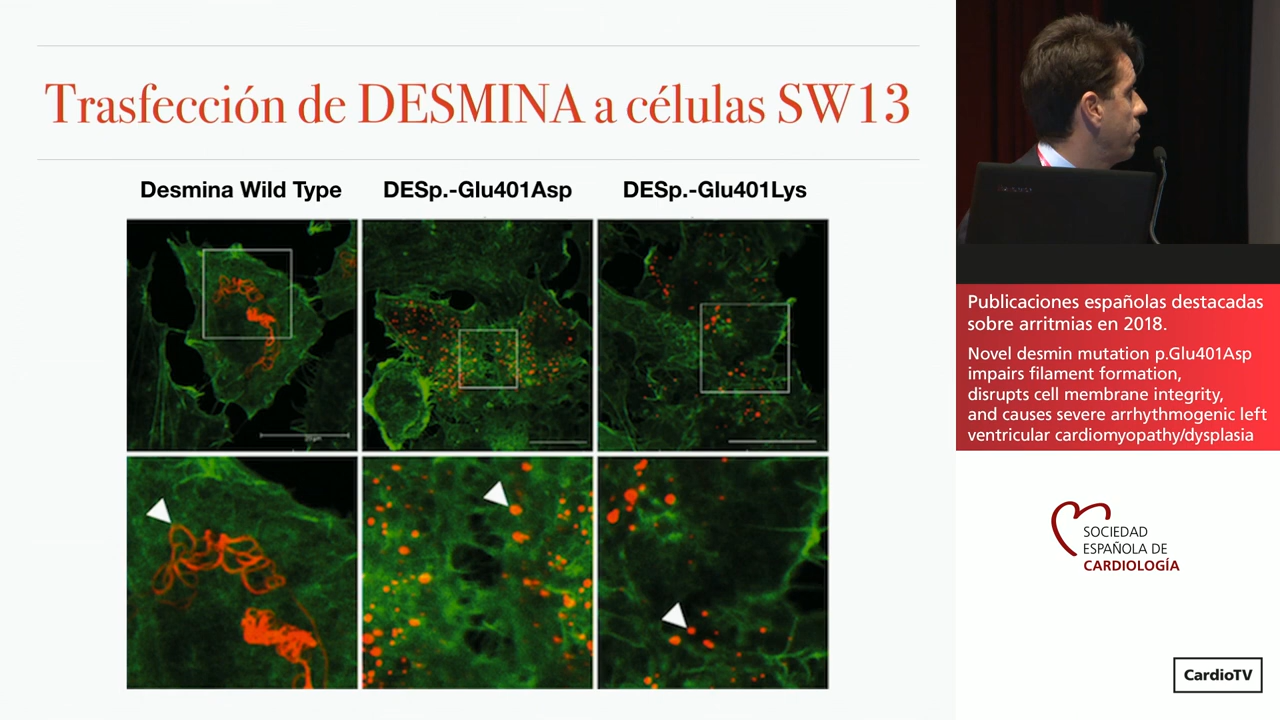 Trasfección de DESMINA a células SW13
Desmina Wild Type
DESp.-Glu401Asp
DESp.-Glu401Lys
Publicaciones españolas destacadas
sobre arritmias en 2018.
Novel desmin mutation p.Glu401Asp
impairs filament formation,
disrupts cell membrane integrity,
and causes severe arrhythmogenic left
ventricular cardiomyopathy/dysplasia
SOCIEDAD
ESPAÑOLA DE
CARDIOLOGÍA
CardioTV